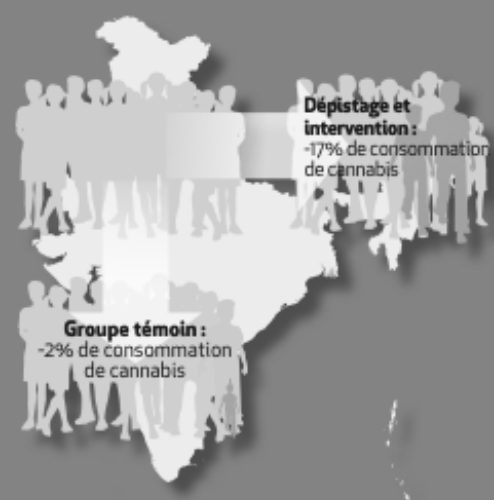 Dépistage et
intervention :
-17% de consommation
de cannabis
Groupe témoin :
-2% de consommation
de cannabis